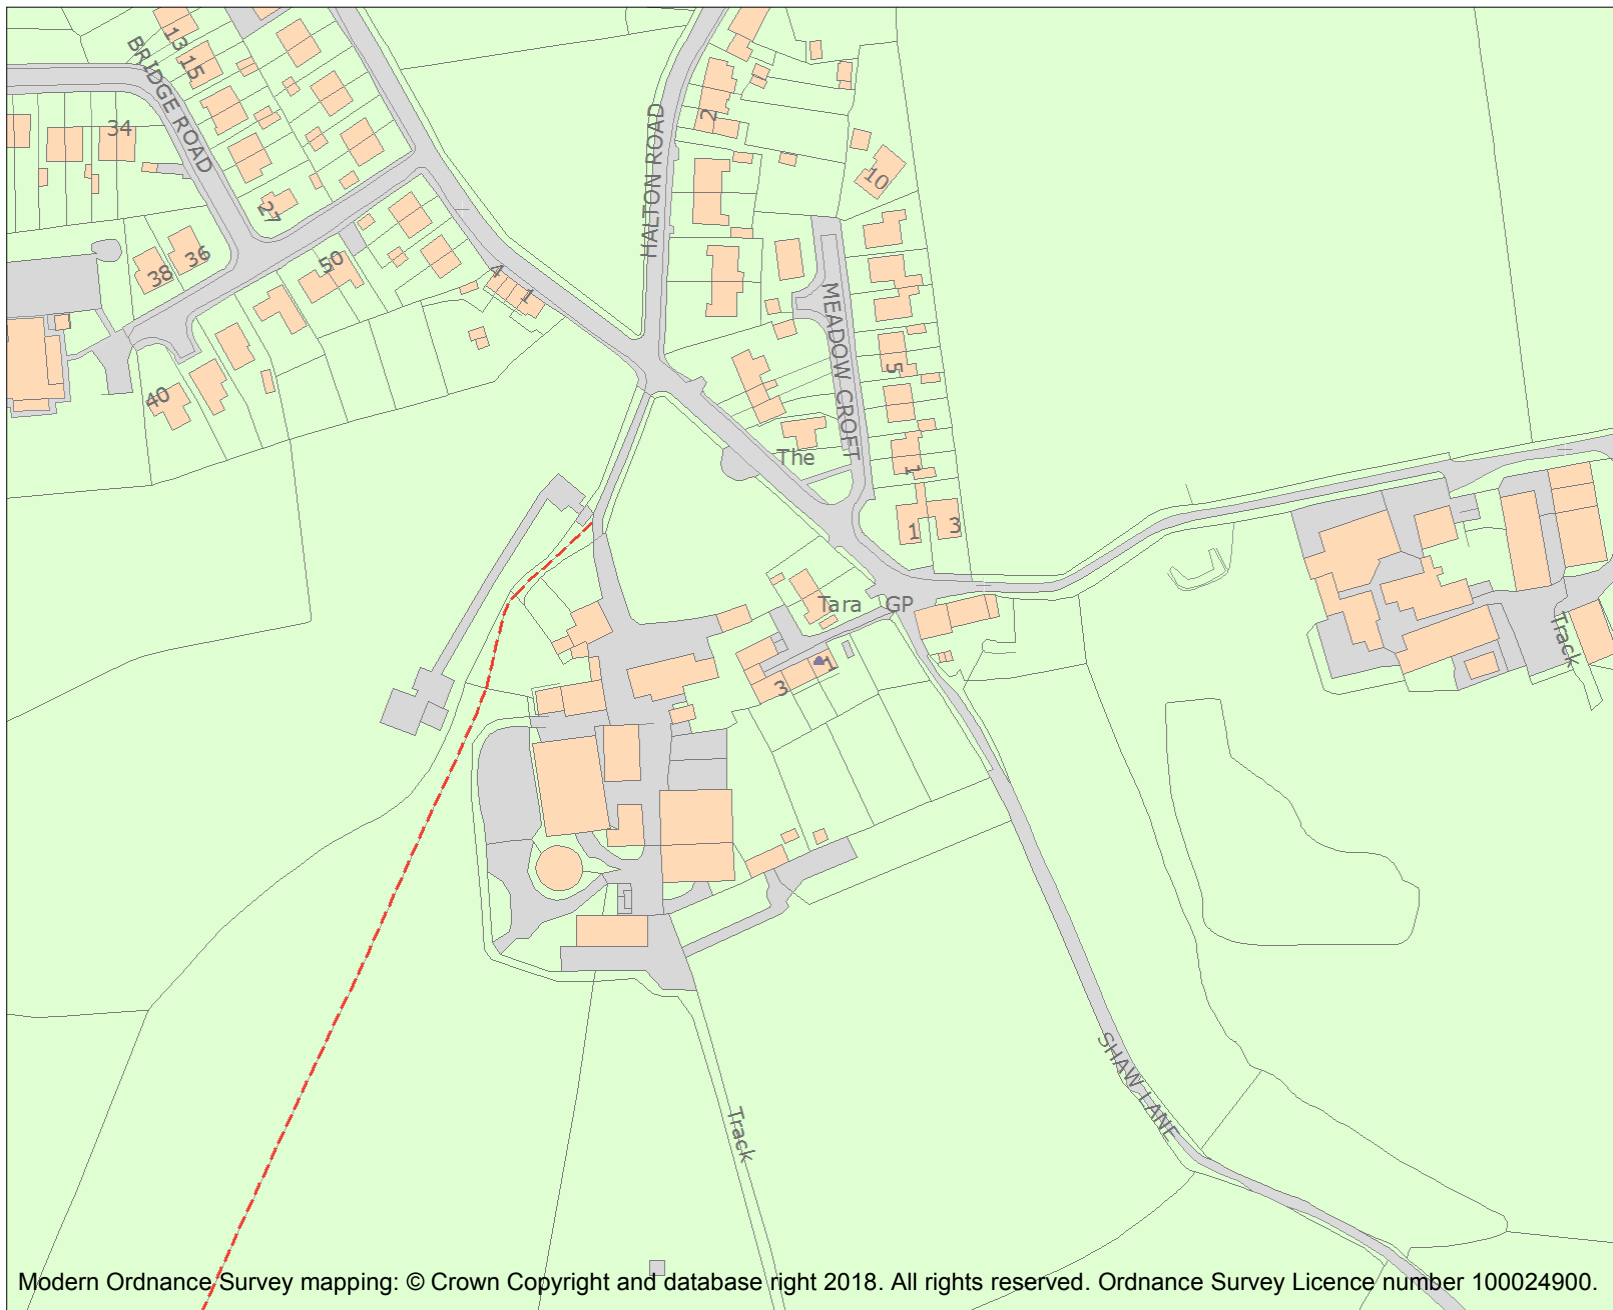 13
15
BRIDGE ROAD
34
2
HALTON ROAD
10
27
36
38
50
4
1
MEADOW CROFT
5
40
The
1
1
3
Tara
GP
Track
1
3
SHAW LANE
Track
Modern Ordnance Survey mapping: © Crown Copyright and database right 2018. All rights reserved. Ordnance Survey Licence number 100024900.